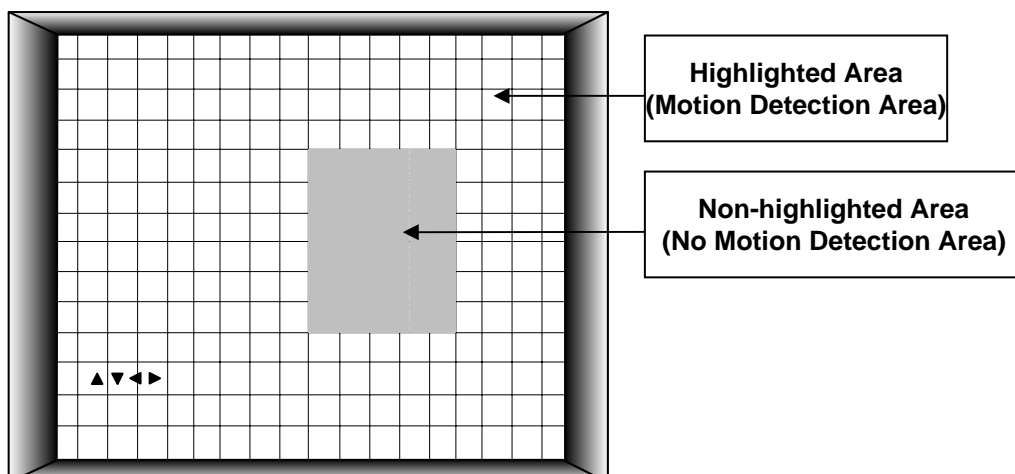 Highlighted Area
(Motion Detection Area)
Non-highlighted Area
(No Motion Detection Area)
▲ ▼ ◄ ►